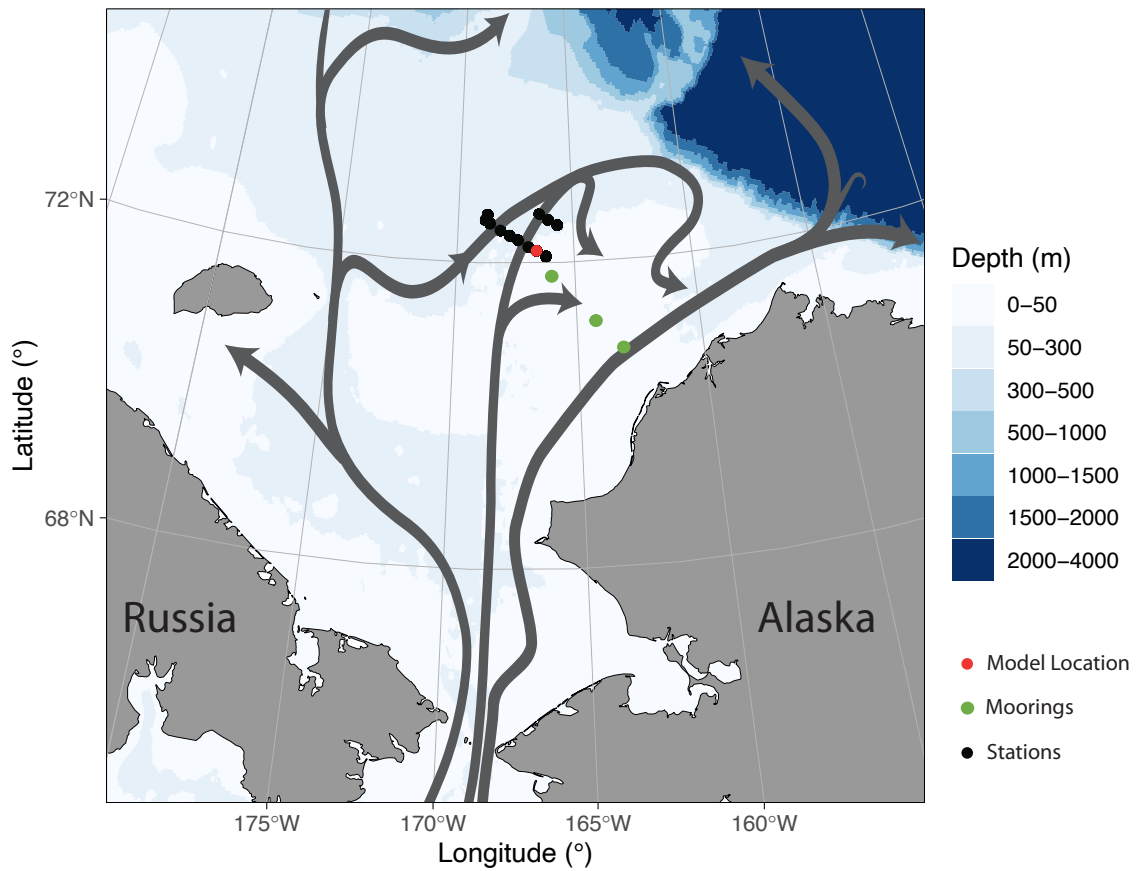 72°N
68°N
Latitude (°)
Russia
Alaska
175°W
170°W
165°W
160°W
Longitude (°)
Depth (m)
0–50
50–300
300–500
500–1000
1000–1500
1500–2000
2000–4000
Model Location
Moorings
Stations